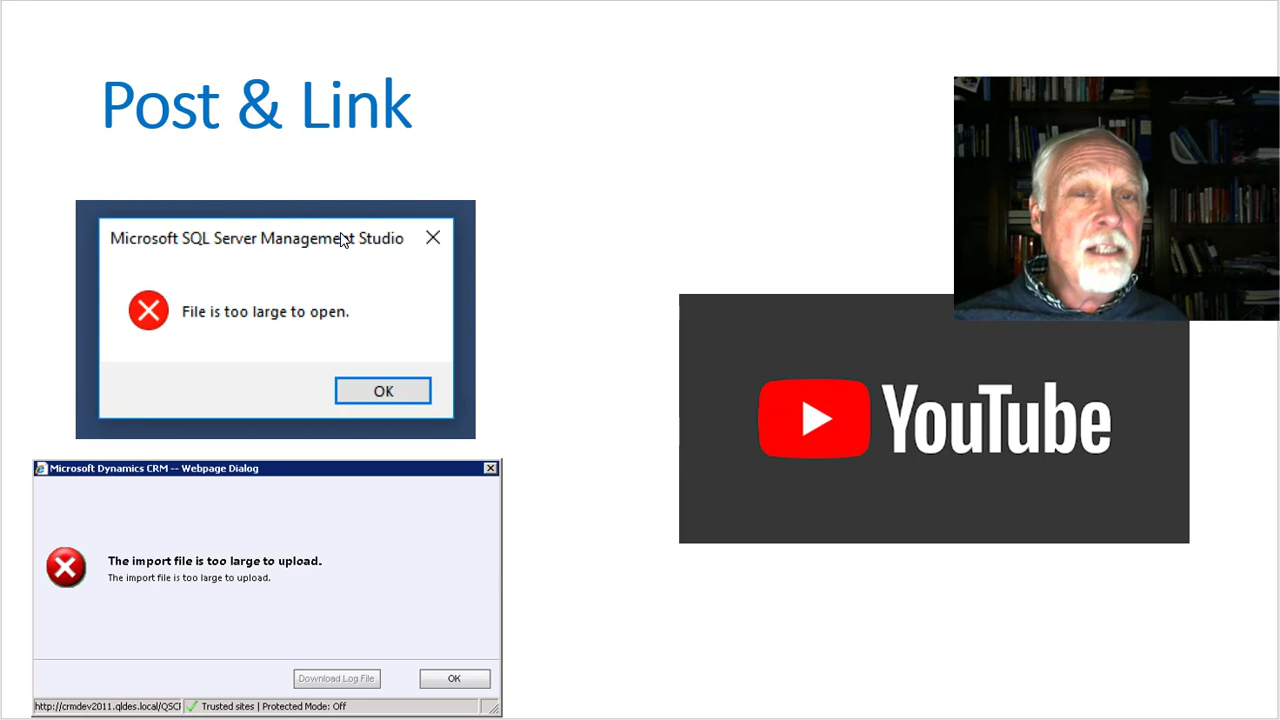 Post & Link
Microsoft SQL Server Management Studio
File is too large to open.
OK
YouTube
Microsoft Dynamics CRM -- Webpage Dialog
The import file is too large to upload.
The import file is too large to upload.
Download Log File
OK
http://crmdev2011.qldes.local/QSCF
Trusted sites | Protected Mode: Off